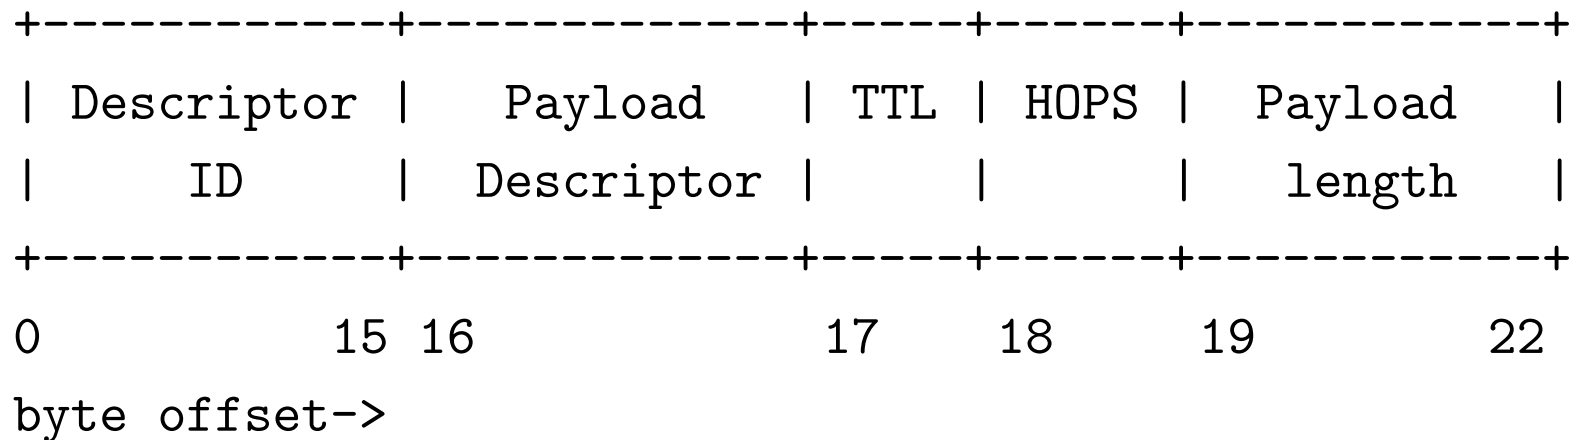 +------------+-------------+-----+------+------------+
| Descriptor |   Payload   | TTL | HOPS |  Payload   |
|     ID     |  Descriptor |     |      |   length   |
+------------+-------------+-----+------+------------+
0          15 16            17    18     19        22
byte offset->